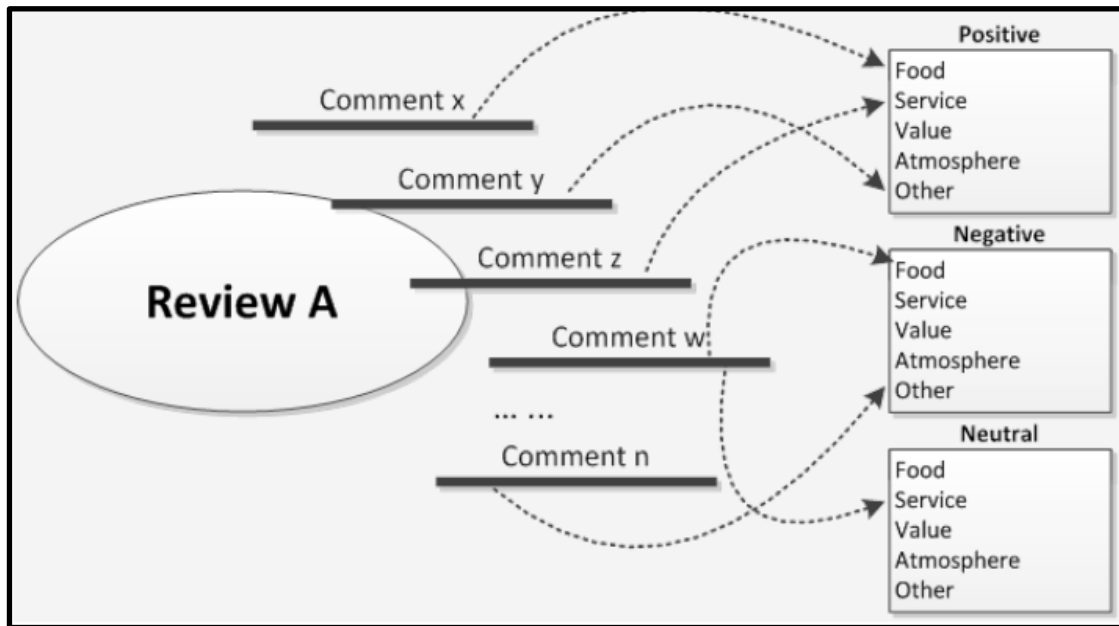 Positive
Food
Service
Value
Atmosphere
Other
Comment x
Comment y
Comment z
Comment w
... ...
Comment n
Review A
Negative
Food
Service
Value
Atmosphere
Other
Neutral
Food
Service
Value
Atmosphere
Other